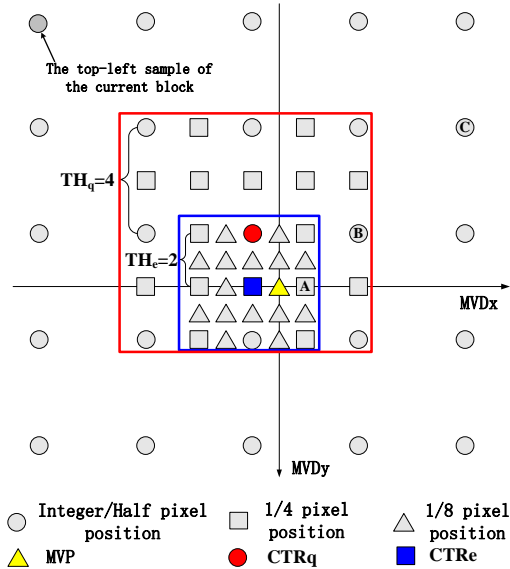 The top-left sample of
the current block
C
THq=4
B
THe=2
A
MVDx
MVDy
Integer/Half pixel
position
1/4 pixel
position
1/8 pixel
position
MVP
CTRq
CTRe